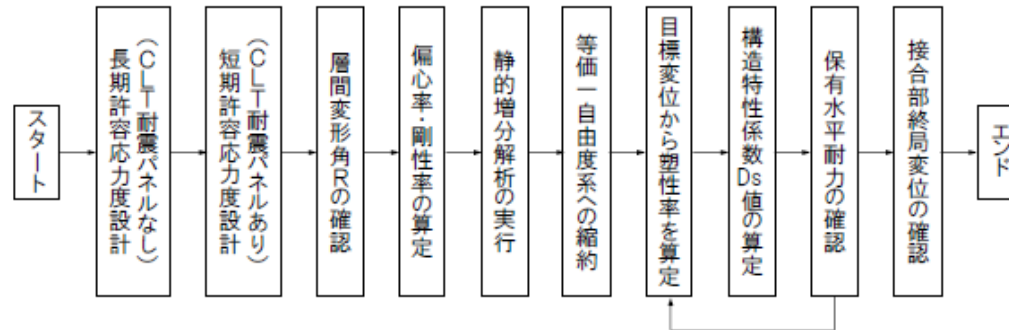 スタート
長期許容応力度設計
(CLT耐震パネルなし)
短期許容応力度設計
(CLT耐震パネルあり)
層間変形角Rの確認
偏心率・剛性率の算定
静的増分解析の実行
等価一自由度系への縮約
目標変位から塑性率を算定
構造特性係数Ds値の算定
保有水平耐力の確認
接合部終局変位の確認
エンド